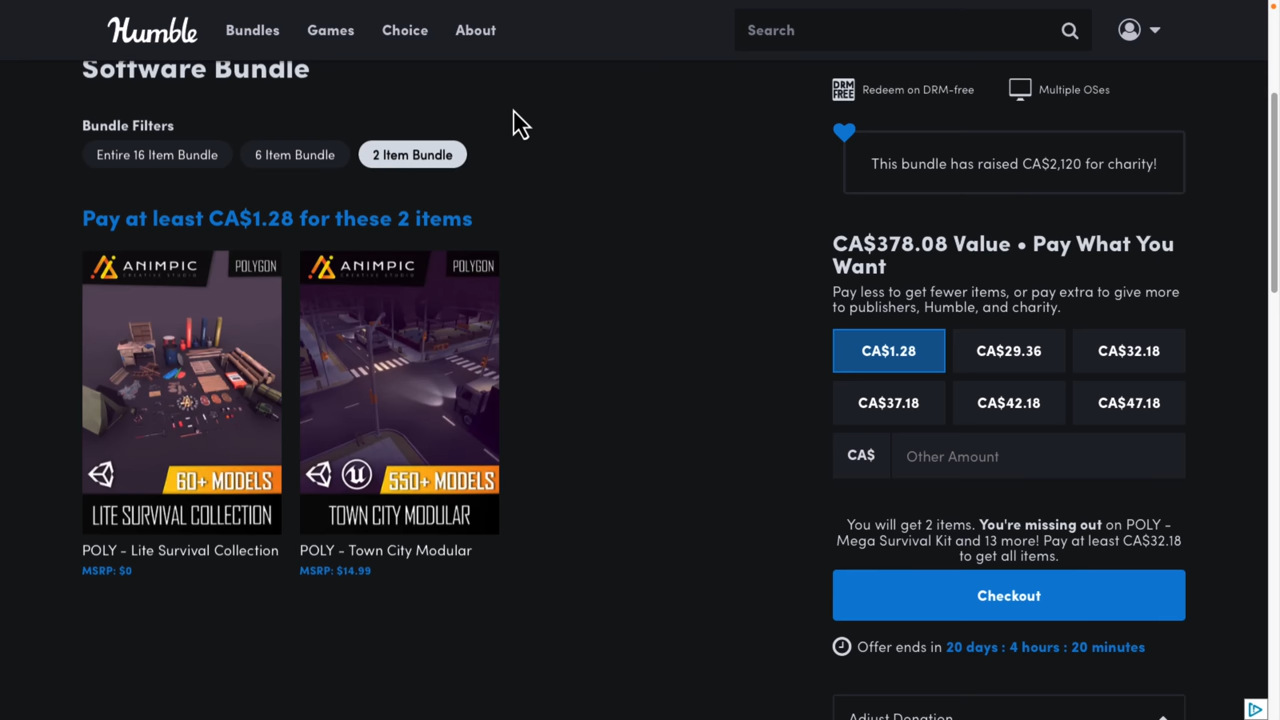 Humble
Bundles
Games
Choice
About
Search
Software Bundle
Bundle Filters
Entire 16 Item Bundle
6 Item Bundle
2 Item Bundle
Pay at least CA$1.28 for these 2 items
ANIMPIC
CREATIVE STUDIO
POLYGON
60+ MODELS
LITE SURVIVAL COLLECTION
POLY - Lite Survival Collection
MSRP: $0
ANIMPIC
CREATIVE STUDIO
POLYGON
550+ MODELS
TOWN CITY MODULAR
POLY - Town City Modular
MSRP: $14.99
DRM
FREE
Redeem on DRM-free
Multiple OSes
This bundle has raised CA$2,120 for charity!
CA$378.08 Value • Pay What You
Want
Pay less to get fewer items, or pay extra to give more
to publishers, Humble, and charity.
CA$1.28
CA$29.36
CA$32.18
CA$37.18
CA$42.18
CA$47.18
CA$
Other Amount
You will get 2 items. You're missing out on POLY -
Mega Survival Kit and 13 more! Pay at least CA$32.18
to get all items.
Checkout
Offer ends in 20 days : 4 hours : 20 minutes
Adjust Donation